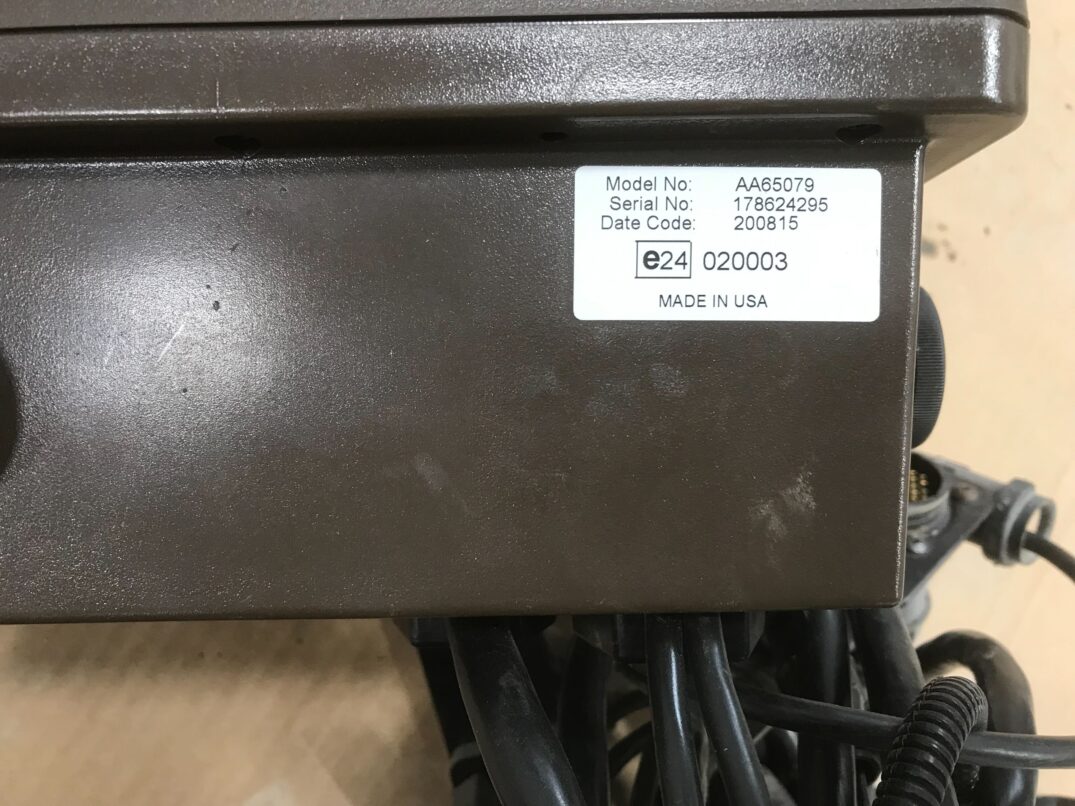 Model No: AA65079
Serial No: 178624295
Date Code: 200815
e24 020003
MADE IN USA